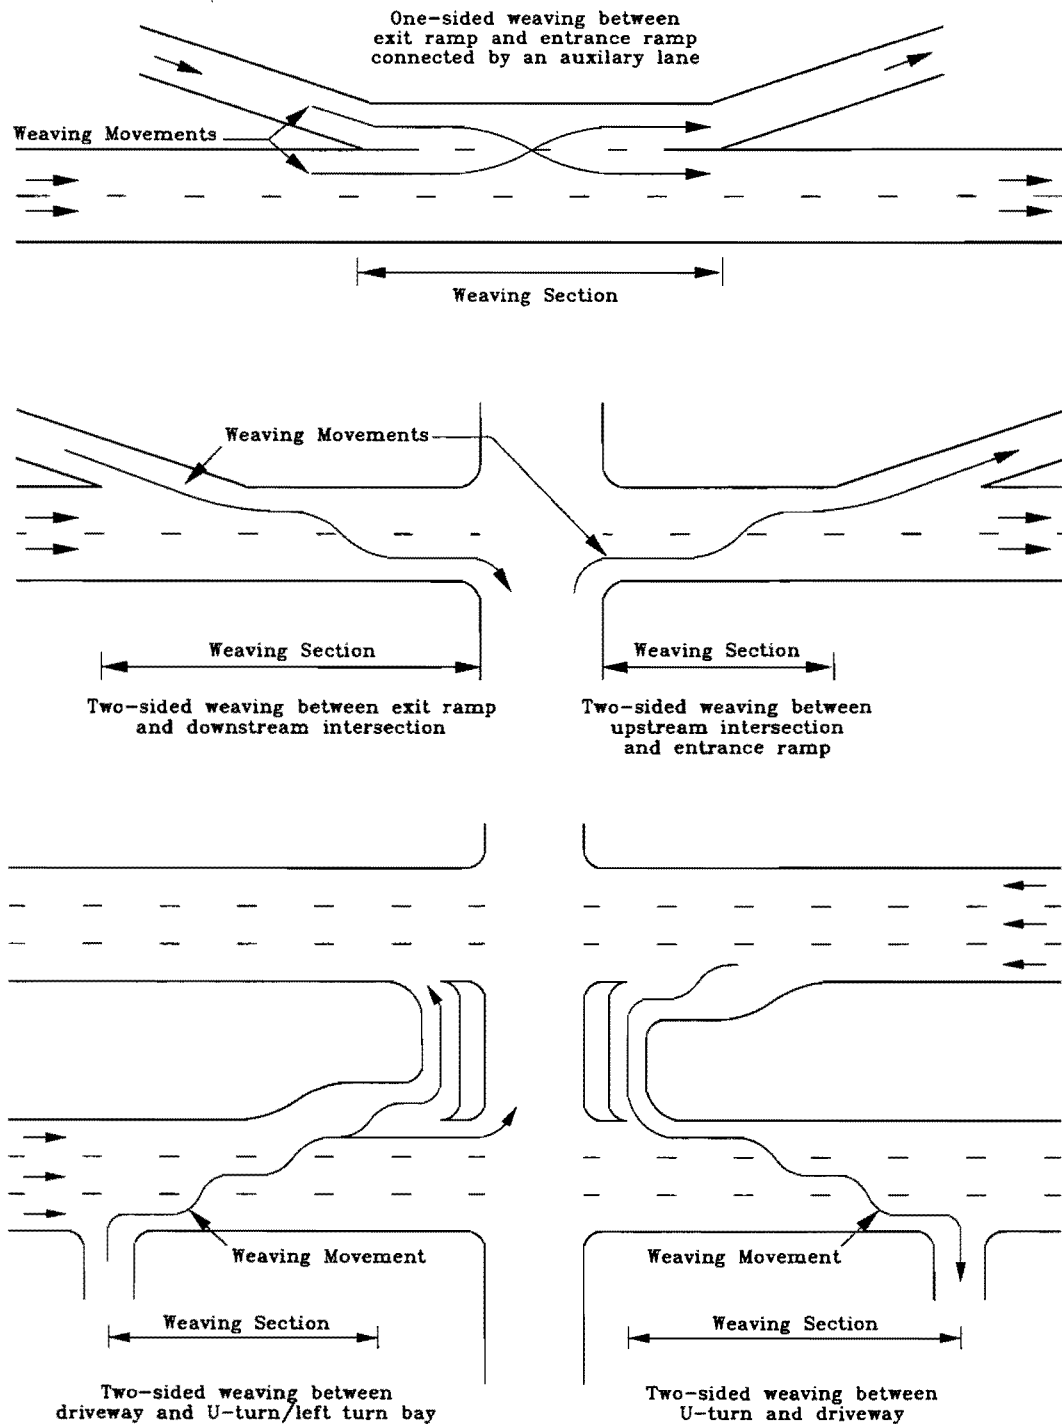 One-sided weaving between
exit ramp and entrance ramp
connected by an auxilary lane
Weaving Movements
Weaving Section
Weaving Movements
Weaving Section
Weaving Section
Two-sided weaving between exit ramp
and downstream intersection
Two-sided weaving between
upstream intersection
and entrance ramp
Weaving Movement
Weaving Movement
Weaving Section
Weaving Section
Two-sided weaving between
driveway and U-turn/left turn bay
Two-sided weaving between
U-turn and driveway